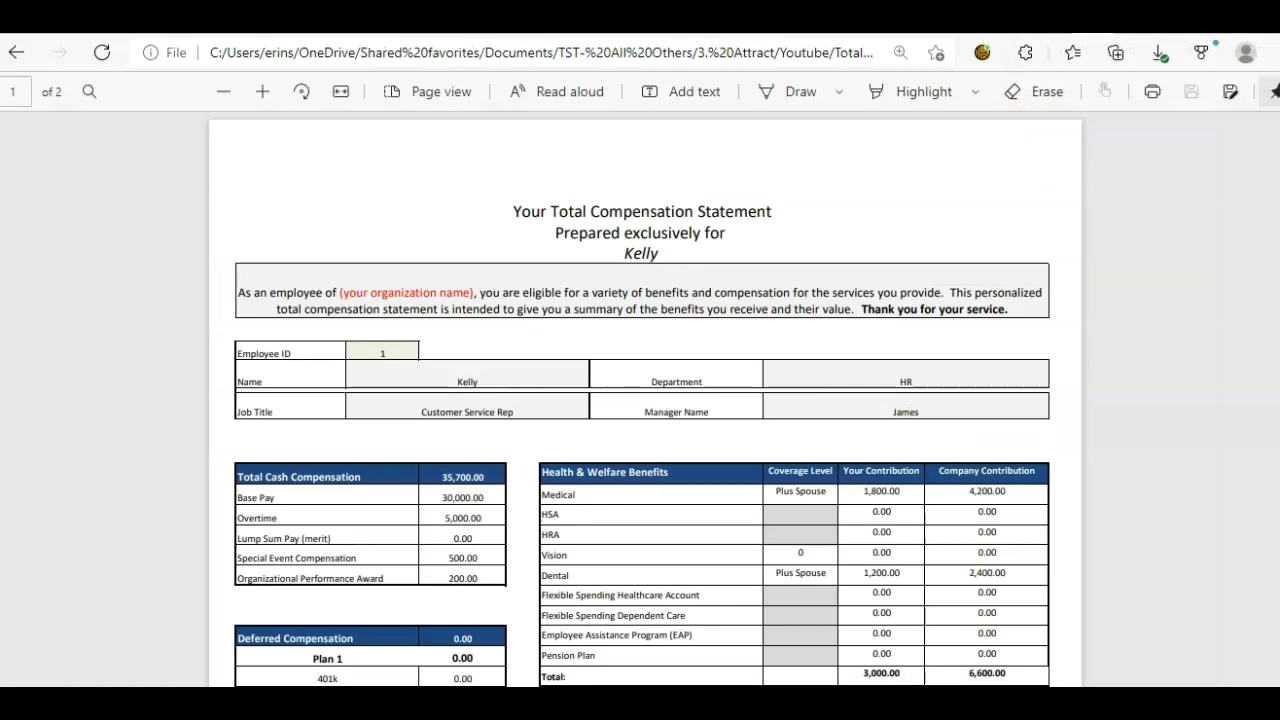 File C:/Users/erins/OneDrive/Shared%20favorites/Documents/TST-%20All%20Others/3.%20Attract/Youtube/Total...
1 of 2 Page view Read aloud Add text Draw Highlight Erase
Your Total Compensation Statement
Prepared exclusively for
Kelly
As an employee of (your organization name), you are eligible for a variety of benefits and compensation for the services you provide. This personalized
total compensation statement is intended to give you a summary of the benefits you receive and their value. Thank you for your service.
Employee ID 1
Name Kelly Department HR
Job Title Customer Service Rep Manager Name James
Total Cash Compensation 35,700.00
Base Pay 30,000.00
Overtime 5,000.00
Lump Sum Pay (merit) 0.00
Special Event Compensation 500.00
Organizational Performance Award 200.00
Deferred Compensation 0.00
Plan 1 0.00
401k 0.00
Health & Welfare Benefits Coverage Level Your Contribution Company Contribution
Medical Plus Spouse 1,800.00 4,200.00
HSA 0.00 0.00
HRA 0.00 0.00
Vision 0 0.00 0.00
Dental Plus Spouse 1,200.00 2,400.00
Flexible Spending Healthcare Account 0.00 0.00
Flexible Spending Dependent Care 0.00 0.00
Employee Assistance Program (EAP) 0.00 0.00
Pension Plan 0.00 0.00
Total: 3,000.00 6,600.00